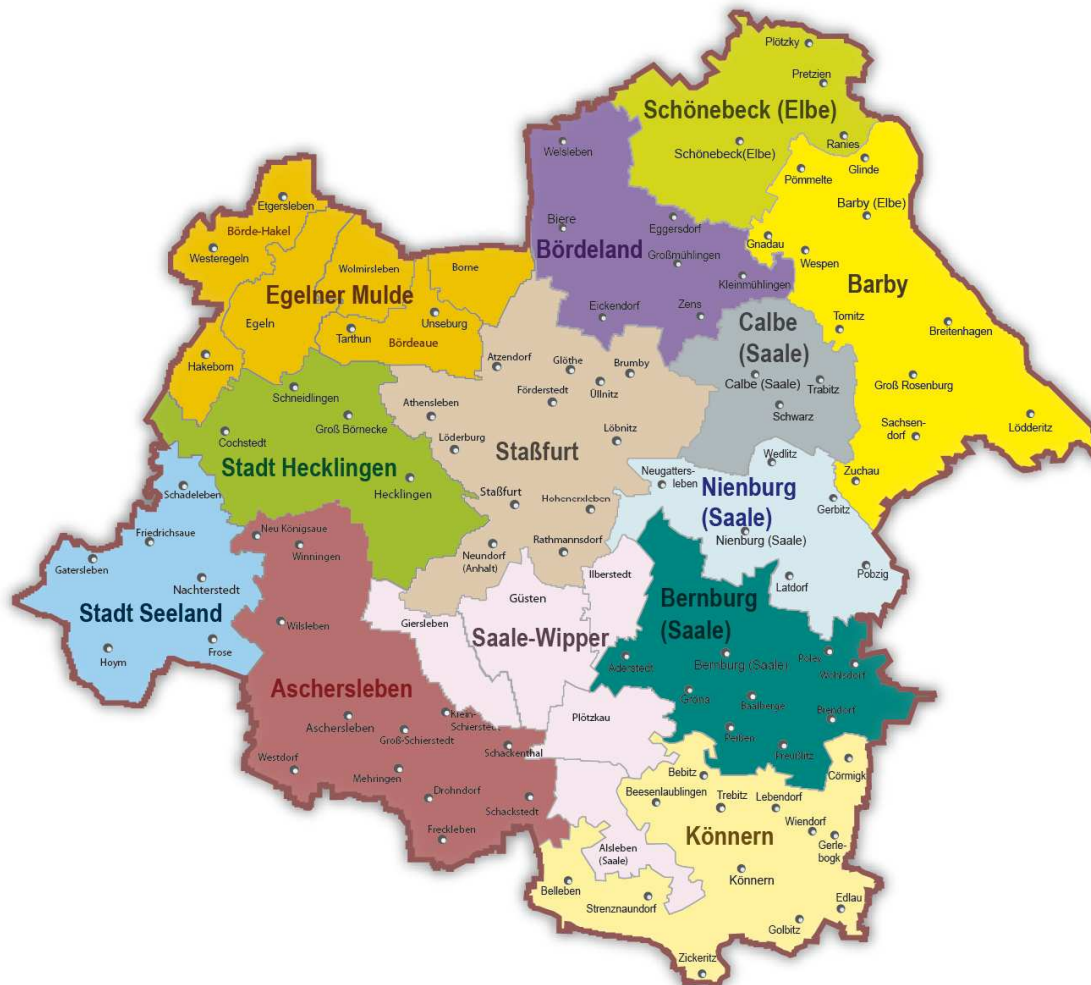 Plötzky
Pretzien
Schönebeck (Elbe)
Ranies
Schönebeck(Elbe)
Welsleben
Glinde
Pömmelte
Barby (Elbe)
Etgersleben
Biere
Eggersdorf
Börde-Hakel
Gnadau
Bördeland
Westeregeln
Großmühlingen
Wespen
Wolmirsleben
Borne
Kleinmühlingen
Barby
Egelner Mulde
Eickendorf
Zens
Egeln
Unseburg
Calbe
(Saale)
Tornitz
Breitenhagen
Tarthun
Bördeaue
Atzendorf
Glöthe
Brumby
Hakeborn
Calbe (Saale)
Trabitz
Groß Rosenburg
Schneidlingen
Förderstedt
Üllnitz
Athensleben
Schwarz
Groß Börnecke
Sachsen-
dorf
Lödderitz
Cochstedt
Löderburg
Löbnitz
Staßfurt
Wedlitz
Stadt Hecklingen
Neugatters-
leben
Zuchau
Hecklingen
Nienburg
(Saale)
Schadeleben
Staßfurt
Hohenerxleben
Gerbitz
Friedrichsaue
Neu Königsaue
Nienburg (Saale)
Winningen
Neundorf
(Anhalt)
Rathmannsdorf
Gatersleben
Pobzig
Ilberstedt
Latdorf
Nachterstedt
Güsten
Bernburg
(Saale)
Stadt Seeland
Giersleben
Wilsleben
Saale-Wipper
Hoym
Frose
Aderstedt
Bernburg (Saale)
Poley
Wohlsdorf
Aschersleben
Gröna
Baalberge
Aschersleben
Klein-
Schierstedt
Plötzkau
Biendorf
Groß-Schierstedt
Peißen
Schackenthal
Preußlitz
Westdorf
Mehringen
Bebitz
Cörmigk
Drohndorf
Beesenlaublingen
Trebitz
Lebendorf
Schackstedt
Wiendorf
Freckleben
Könnern
Gerle-
bogk
Alsleben
(Saale)
Belleben
Könnern
Strenznaundorf
Edlau
Golbitz
Zickeritz